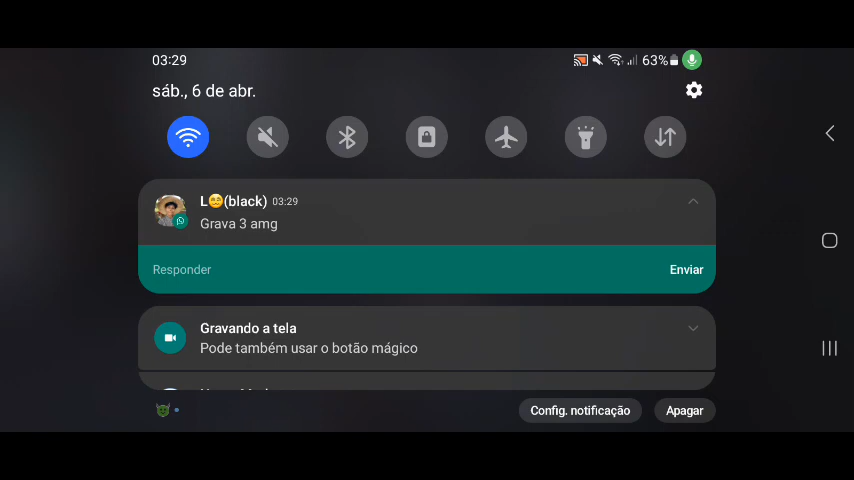 03:29
63%
sáb., 6 de abr.
L😔(black) 03:29
Grava 3 amg
Responder
Enviar
Gravando a tela
Pode também usar o botão mágico
Config. notificação
Apagar